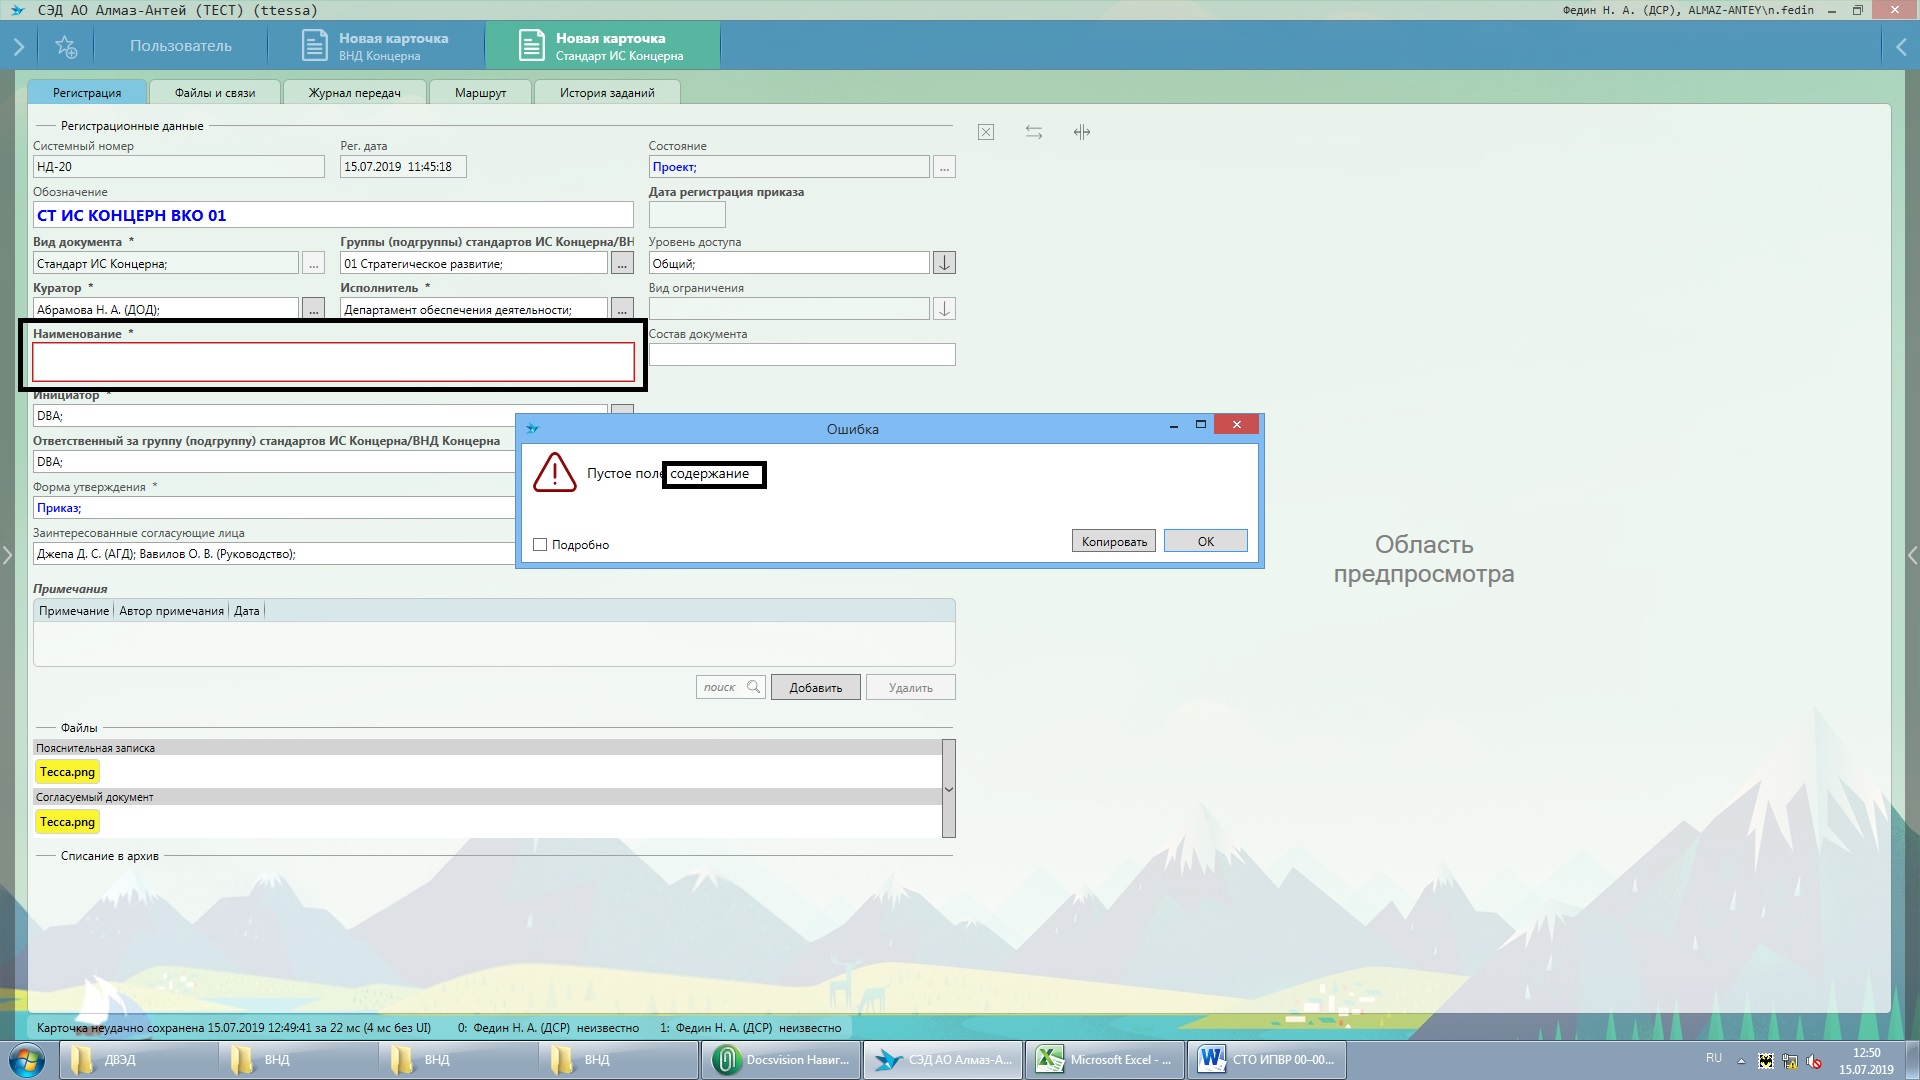 СЭД АО Алмаз-Антей (ТЕСТ) (ttessa)
Федин Н. А. (ДСР), ALMAZ-ANTEY\n.fedin
Пользователь
Новая карточка
ВНД Концерна
Новая карточка
Стандарт ИС Концерна
Регистрация
Файлы и связи
Журнал передач
Маршрут
История заданий
Регистрационные данные
Системный номер
Рег. дата
Состояние
НД-20
15.07.2019 11:45:18
Проект;
...
Обозначение
Дата регистрация приказа
СТ ИС КОНЦЕРН ВКО 01
Вид документа *
Группы (подгруппы) стандартов ИС Концерна/ВН
Уровень доступа
Стандарт ИС Концерна;
...
01 Стратегическое развитие;
...
Общий;
Куратор *
Исполнитель *
Вид ограничения
Абрамова Н. А. (ДОД);
...
Департамент обеспечения деятельности;
...
Наименование *
Состав документа
Инициатор *
DBA;
Ответственный за группу (подгруппу) стандартов ИС Концерна/ВНД Концерна
DBA;
Форма утверждения *
Приказ;
Заинтересованные согласующие лица
Джепа Д. С. (АГД); Вавилов О. В. (Руководство);
Ошибка
Пустое поле содержание
Подробно
Копировать
ОК
Область
предпросмотра
Примечания
Примечание
Автор примечания
Дата
поиск
Добавить
Удалить
Файлы
Пояснительная записка
Тесса.png
Согласуемый документ
Тесса.png
Списание в архив
Карточка неудачно сохранена 15.07.2019 12:49:41 за 22 мс (4 мс без UI)
0: Федин Н. А. (ДСР) неизвестно
1: Федин Н. А. (ДСР) неизвестно
ДВЭД
ВНД
ВНД
ВНД
Docsvision Навиг...
СЭД АО Алмаз-А...
Microsoft Excel - ...
СТО ИПВР 00-00...
RU
12:50
15.07.2019